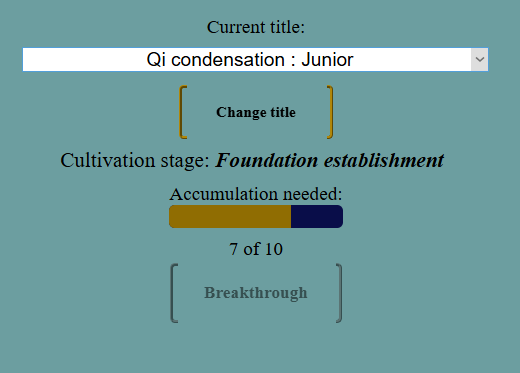 Current title:
Qi condensation : Junior
Change title
Cultivation stage: Foundation establishment
Accumulation needed:
7 of 10
Breakthrough